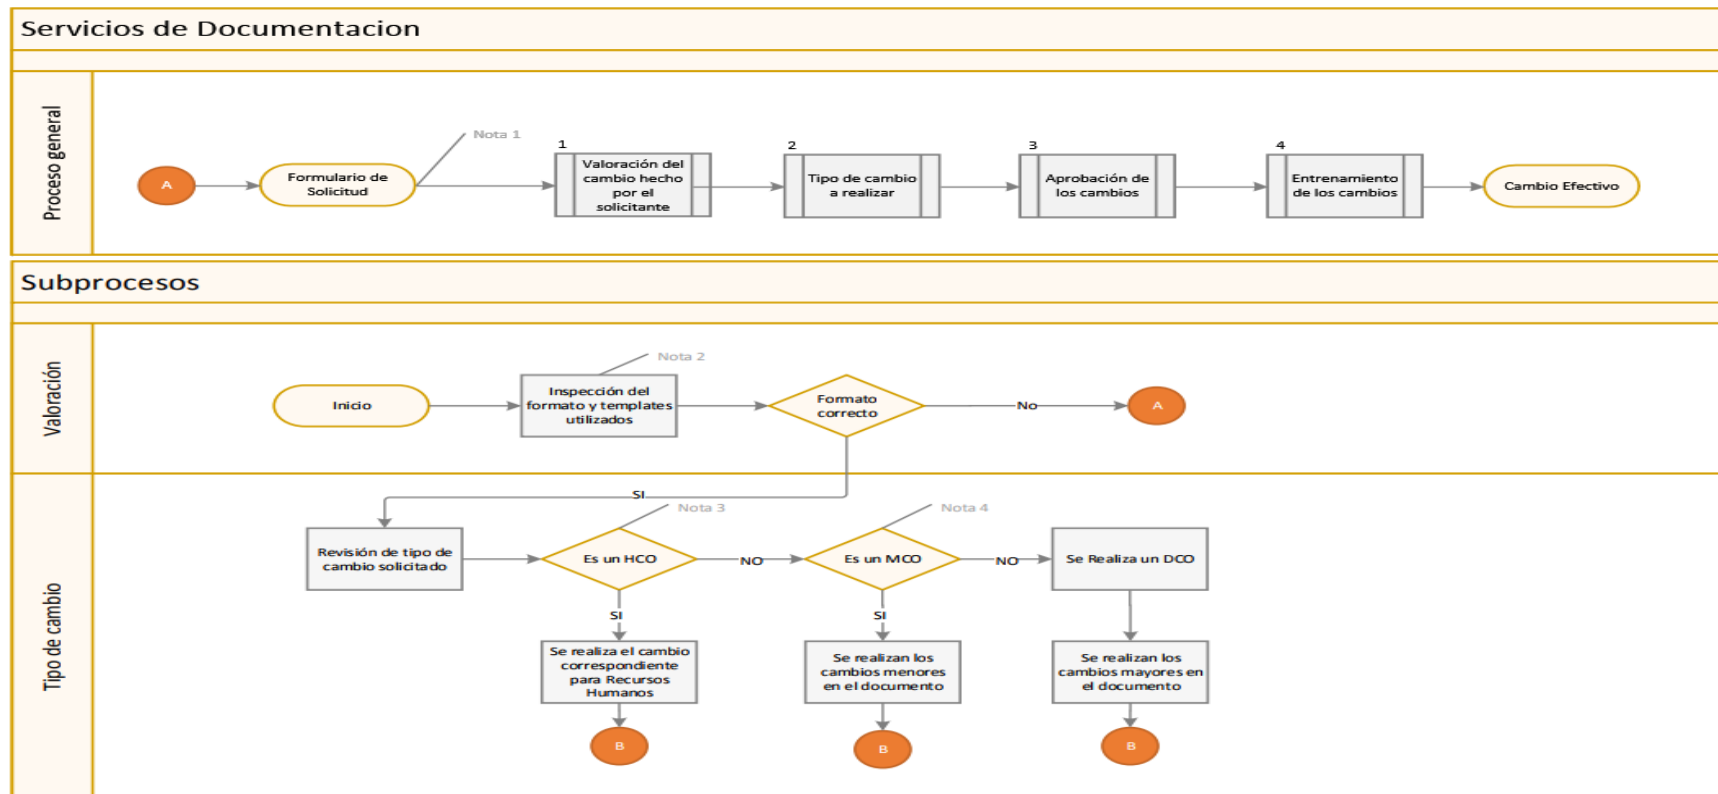 Servicios de Documentacion
Proceso general
A
Formulario de
Solicitud
Nota 1
1
Valoración del
cambio hecho
por el
solicitante
2
Tipo de cambio
a realizar
3
Aprobación de
los cambios
4
Entrenamiento
de los cambios
Cambio Efectivo
Subprocesos
Valoración
Inicio
Nota 2
Inspección del
formato y templates
utilizados
Formato
correcto
No
A
Tipo de cambio
SI
Revisión de tipo de
cambio solicitado
Nota 3
Es un HCO
NO
Nota 4
Es un MCO
NO
Se Realiza un DCO
SI
Se realiza el cambio
correspondiente
para Recursos
Humanos
SI
Se realizan los
cambios menores
en el documento
Se realizan los
cambios mayores en
el documento
B
B
B